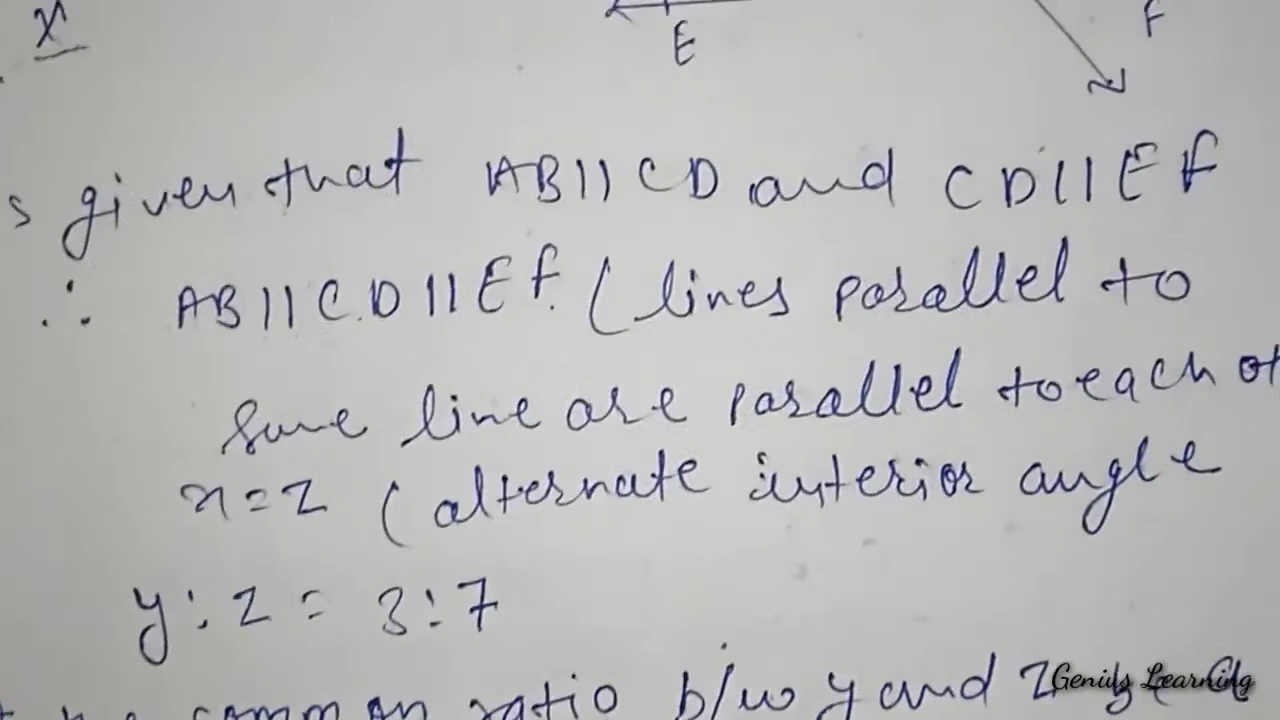 x
E F
s given that AB || CD and CD || EF
∴ AB || CD || EF (lines parallel to
same line are parallel to each ot
x = z (alternate interior angle
y : z = 3 : 7
common ratio b/w y and z be a
Genius Learning